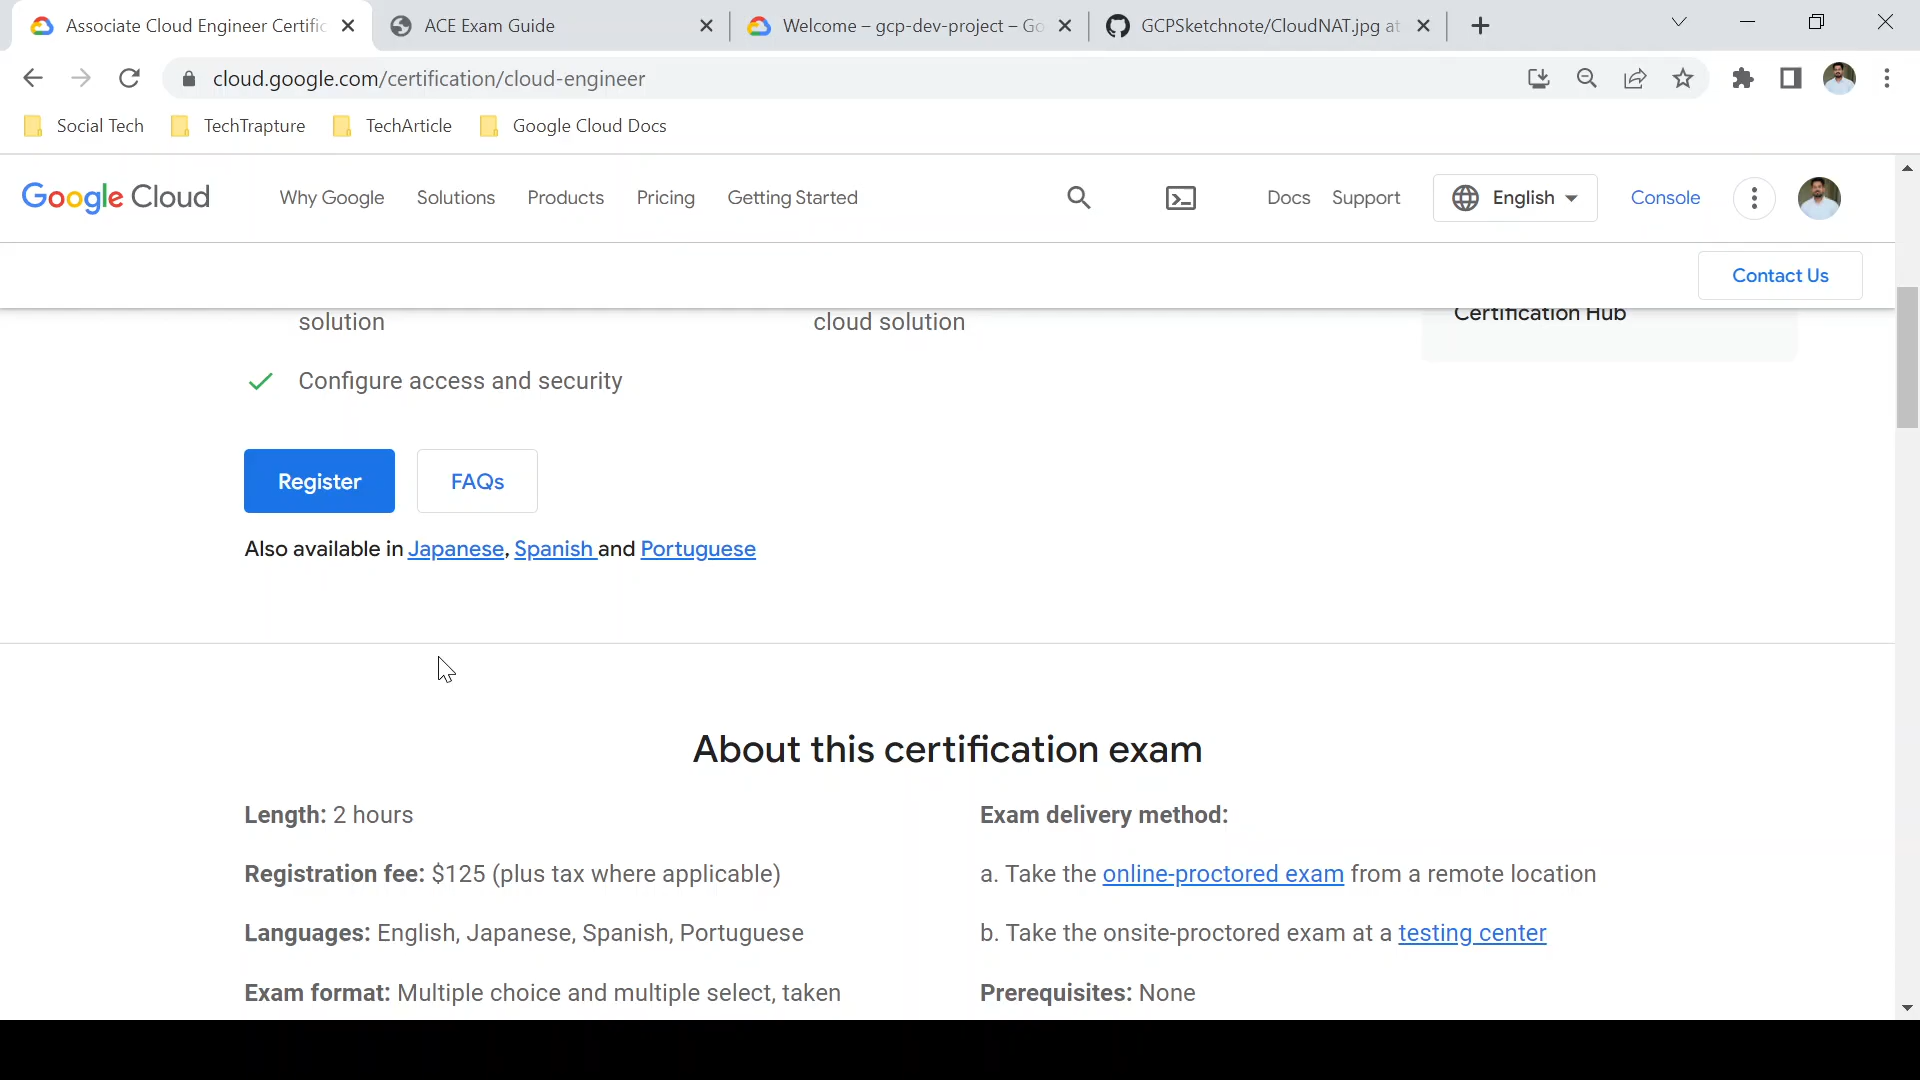 Associate Cloud Engineer Certific
ACE Exam Guide
Welcome – gcp-dev-project – Go
GCPSketchnote/CloudNAT.jpg at
cloud.google.com/certification/cloud-engineer
Social Tech
TechTrapture
TechArticle
Google Cloud Docs
Google Cloud
Why Google
Solutions
Products
Pricing
Getting Started
Docs
Support
English
Console
Contact Us
solution
cloud solution
Certification Hub
Configure access and security
Register
FAQs
Also available in Japanese, Spanish and Portuguese
About this certification exam
Length: 2 hours
Registration fee: $125 (plus tax where applicable)
Languages: English, Japanese, Spanish, Portuguese
Exam format: Multiple choice and multiple select, taken
Exam delivery method:
a. Take the online-proctored exam from a remote location
b. Take the onsite-proctored exam at a testing center
Prerequisites: None